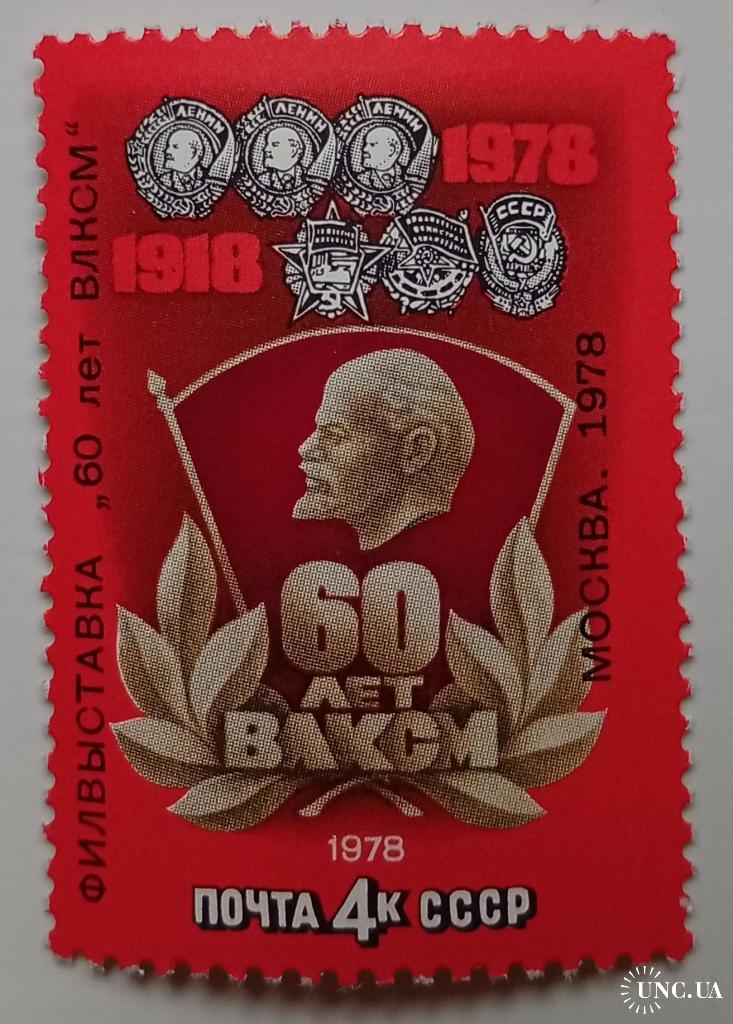 ЛЕНИН ЛЕНИН ЛЕНИН
1978
1918
СССР
ФИЛВЫСТАВКА „60 лет ВЛКСМ“
МОСКВА. 1978
60
ЛЕТ
ВЛКСМ
1978
ПОЧТА 4К СССР
UNC.UA